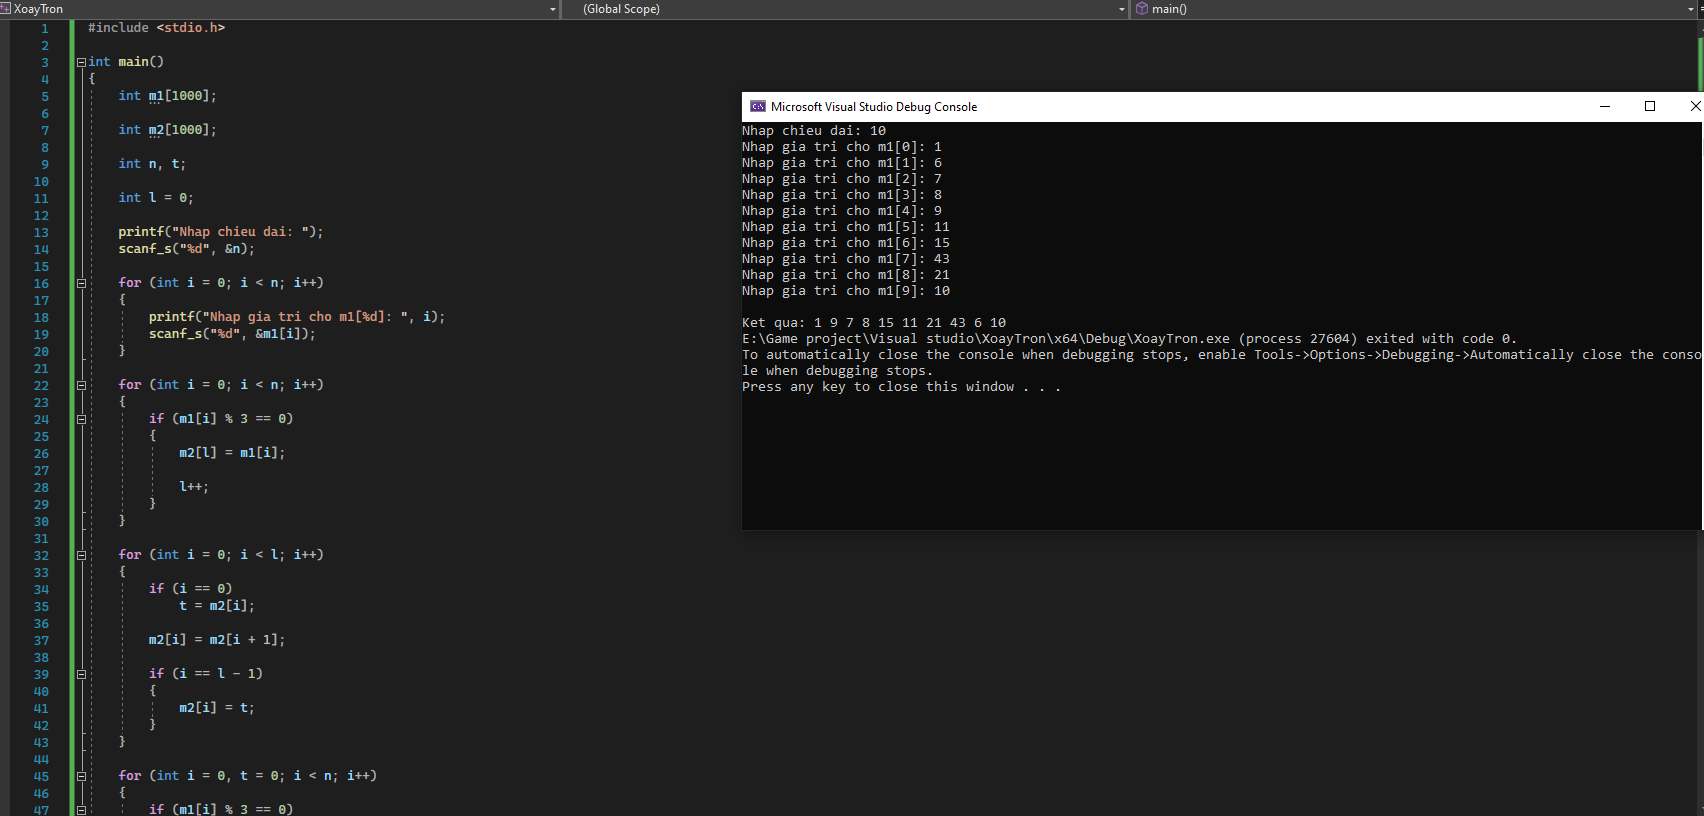 XoayTron
(Global Scope)
main()
1 #include <stdio.h>
2
3 int main()
4 {
5 int m1[1000];
6
7 int m2[1000];
8
9 int n, t;
10
11 int l = 0;
12
13 printf("Nhap chieu dai: ");
14 scanf_s("%d", &n);
15
16 for (int i = 0; i < n; i++)
17 {
18 printf("Nhap gia tri cho m1[%d]: ", i);
19 scanf_s("%d", &m1[i]);
20 }
21
22 for (int i = 0; i < n; i++)
23 {
24 if (m1[i] % 3 == 0)
25 {
26 m2[l] = m1[i];
27
28 l++;
29 }
30 }
31
32 for (int i = 0; i < l; i++)
33 {
34 if (i == 0)
35 t = m2[i];
36
37 m2[i] = m2[i + 1];
38
39 if (i == l - 1)
40 {
41 m2[i] = t;
42 }
43 }
44
45 for (int i = 0, t = 0; i < n; i++)
46 {
47 if (m1[i] % 3 == 0)
Microsoft Visual Studio Debug Console
Nhap chieu dai: 10
Nhap gia tri cho m1[0]: 1
Nhap gia tri cho m1[1]: 6
Nhap gia tri cho m1[2]: 7
Nhap gia tri cho m1[3]: 8
Nhap gia tri cho m1[4]: 9
Nhap gia tri cho m1[5]: 11
Nhap gia tri cho m1[6]: 15
Nhap gia tri cho m1[7]: 43
Nhap gia tri cho m1[8]: 21
Nhap gia tri cho m1[9]: 10
Ket qua: 1 9 7 8 15 11 21 43 6 10
E:\Game project\Visual studio\XoayTron\x64\Debug\XoayTron.exe (process 27604) exited with code 0.
To automatically close the console when debugging stops, enable Tools->Options->Debugging->Automatically close the conso
le when debugging stops.
Press any key to close this window . . .